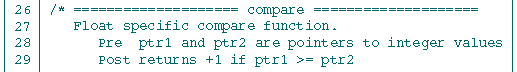 26 /* ==================== compare ====================
27 Float specific compare function.
28 Pre ptr1 and ptr2 are pointers to integer values
29 Post returns +1 if ptr1 >= ptr2